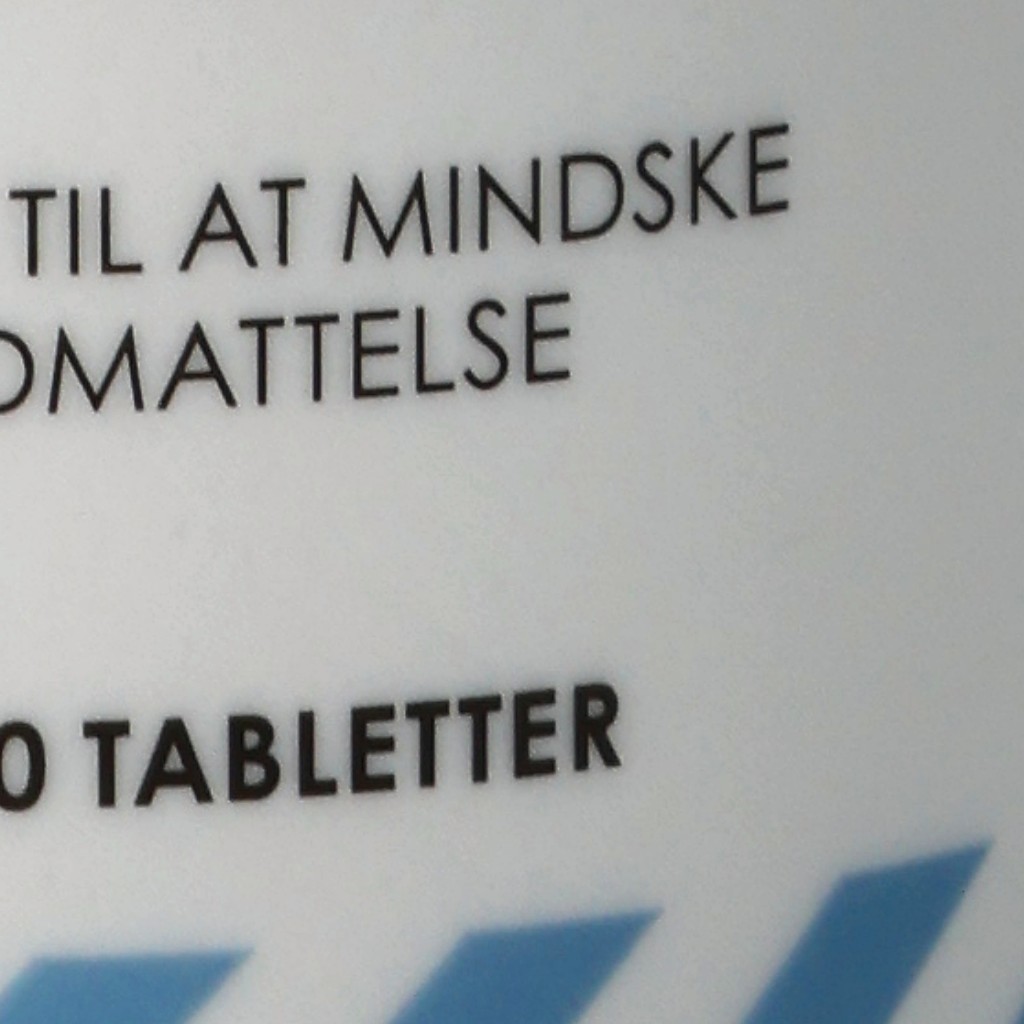 TIL AT MINDSKE
OMATTELSE
0 TABLETTER